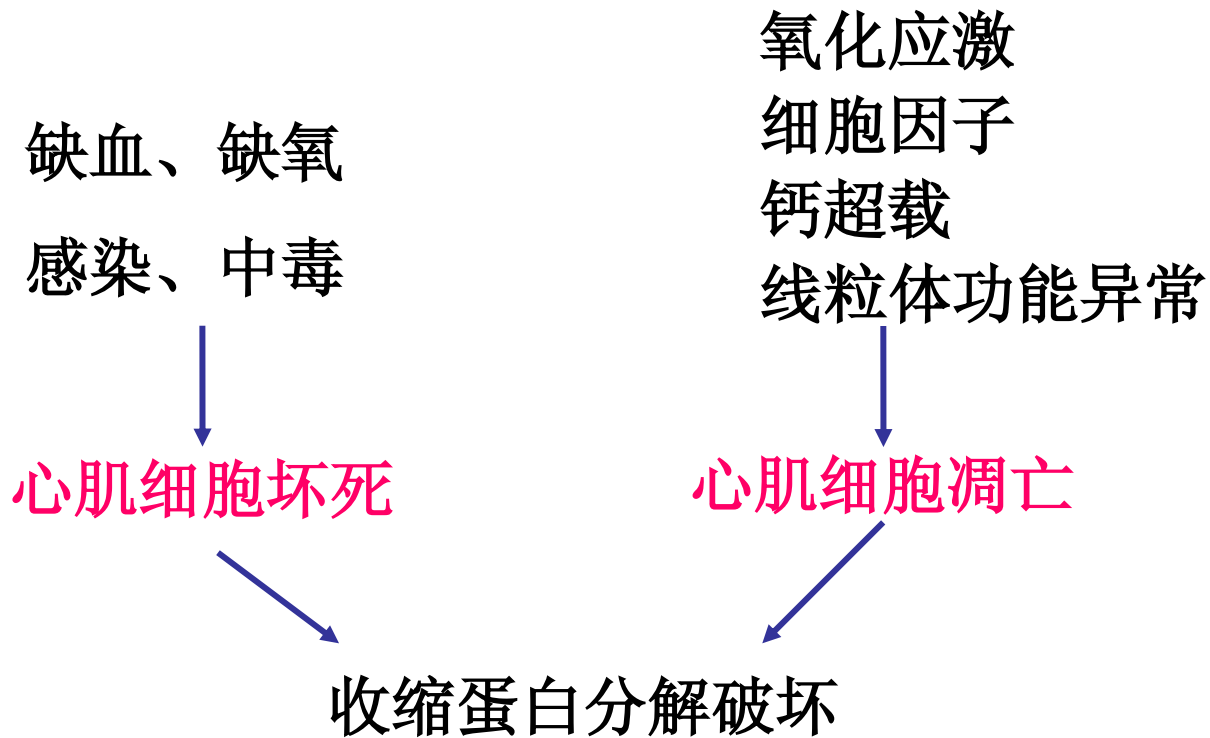 缺血、缺氧
感染、中毒
心肌细胞坏死
氧化应激
细胞因子
钙超载
线粒体功能异常
心肌细胞凋亡
收缩蛋白分解破坏